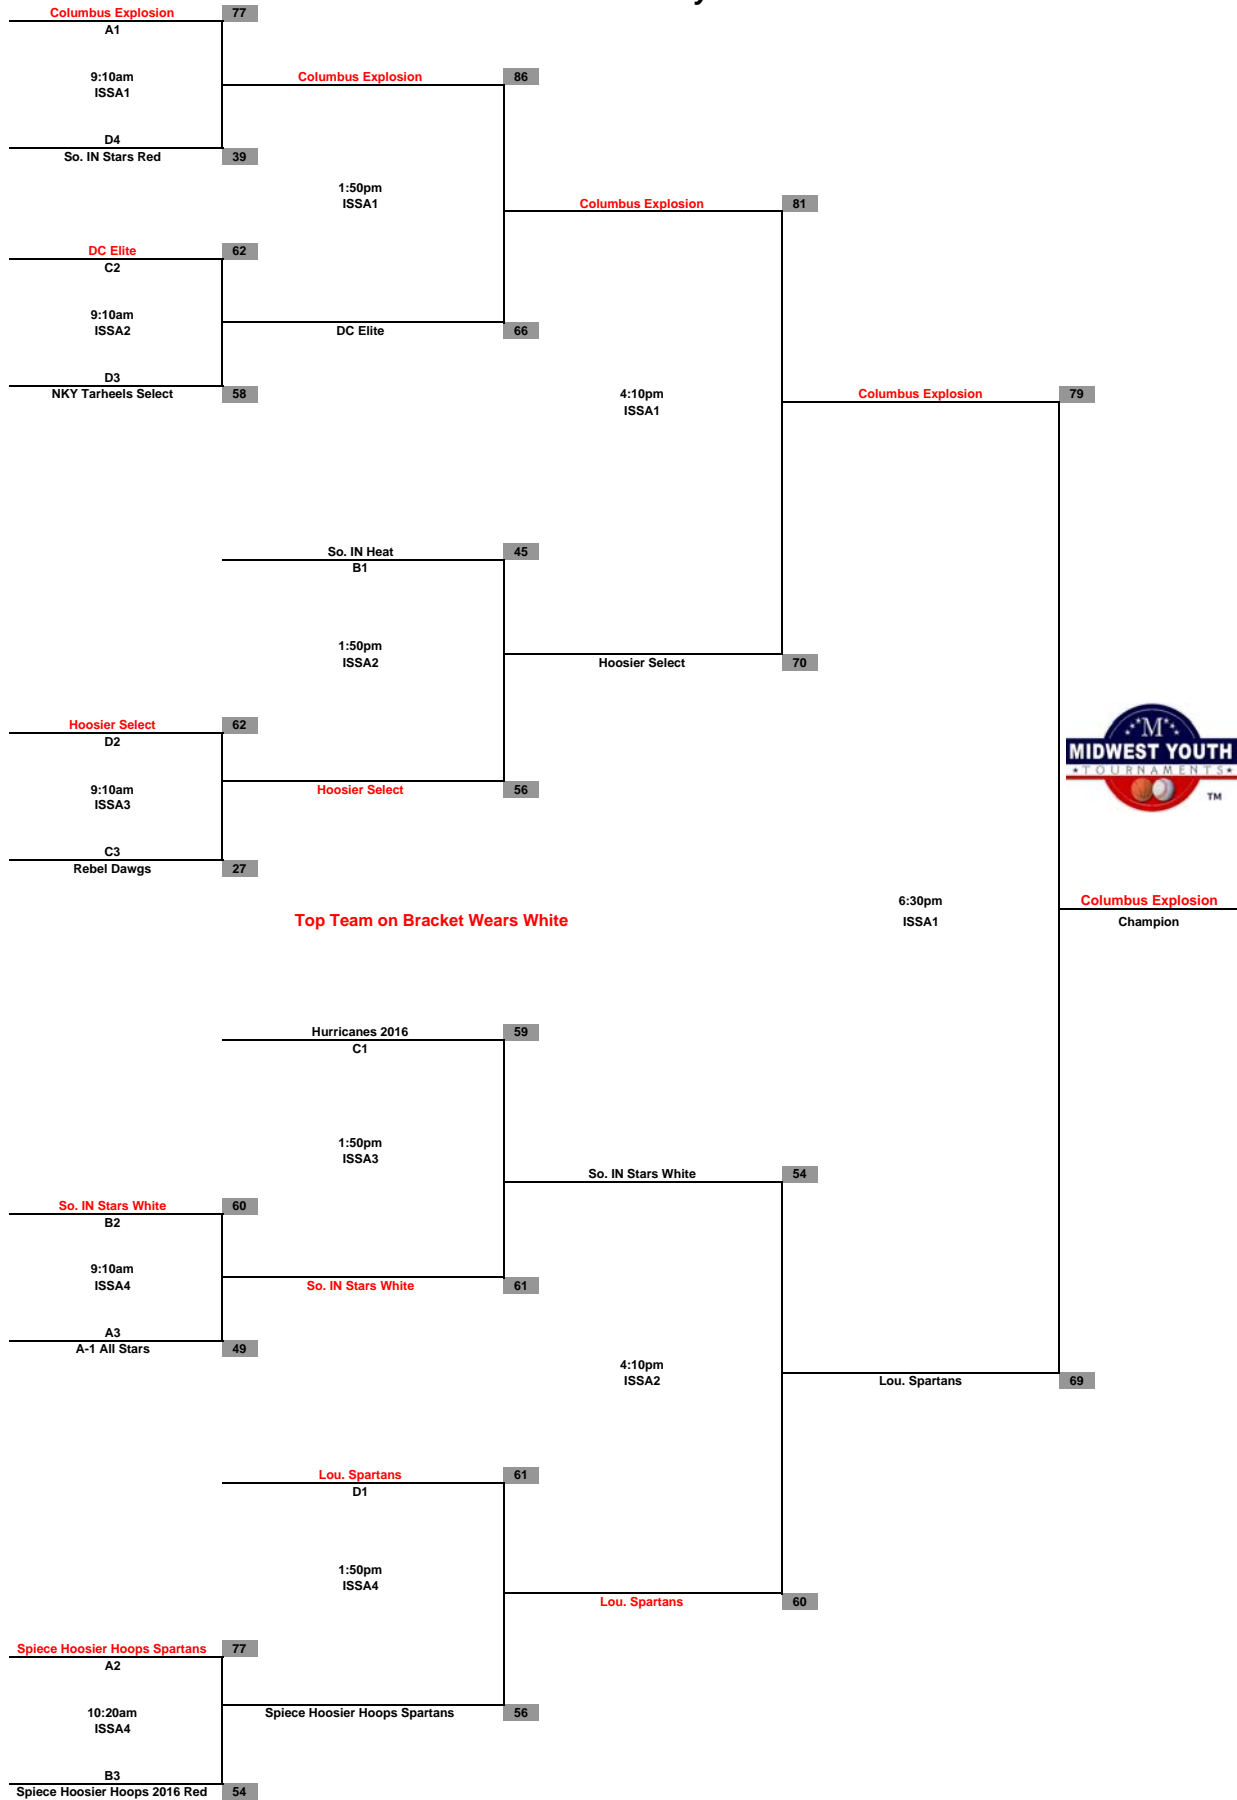 Columbus Explosion 77
A1
9:10am
ISSA1
D4
So. IN Stars Red 39
Columbus Explosion 86
1:50pm
ISSA1
DC Elite 62
C2
9:10am
ISSA2
D3
NKY Tarheels Select 58
DC Elite 66
Columbus Explosion 81
4:10pm
ISSA1
Columbus Explosion 79
So. IN Heat 45
B1
1:50pm
ISSA2
Hoosier Select 70
Hoosier Select 62
D2
9:10am
ISSA3
C3
Rebel Dawgs 27
Hoosier Select 56
M
MIDWEST YOUTH
TOURNAMENTS
TM
Top Team on Bracket Wears White
6:30pm
ISSA1
Columbus Explosion
Champion
Hurricanes 2016 59
C1
1:50pm
ISSA3
So. IN Stars White 54
So. IN Stars White 60
B2
9:10am
ISSA4
A3
A-1 All Stars 49
So. IN Stars White 61
4:10pm
ISSA2
Lou. Spartans 69
Lou. Spartans 61
D1
1:50pm
ISSA4
Lou. Spartans 60
Spiece Hoosier Hoops Spartans 77
A2
10:20am
ISSA4
B3
Spiece Hoosier Hoops 2016 Red 54
Spiece Hoosier Hoops Spartans 56